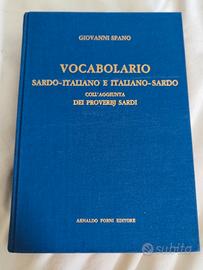 GIOVANNI SPANO
VOCABOLARIO
SARDO-ITALIANO E ITALIANO-SARDO
COLL'AGGIUNTA
DEI PROVERBJ SARDI
ARNALDO FORNI EDITORE
subito